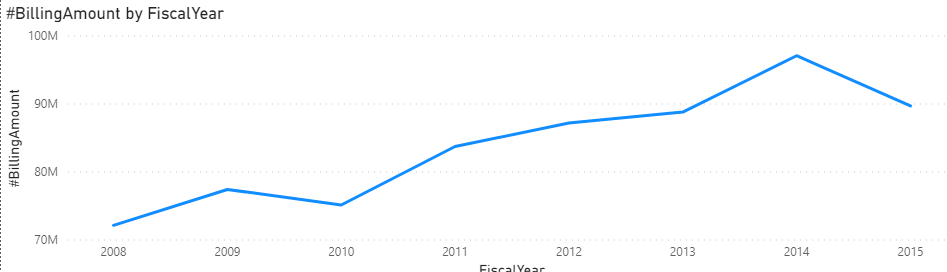 #BillingAmount by FiscalYear
100M
90M
80M
70M
#BillingAmount
2008 2009 2010 2011 2012 2013 2014 2015
FiscalYear